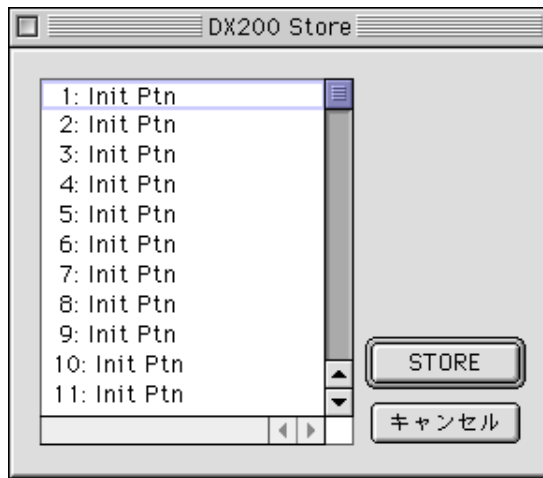 DX200 Store
1: Init Ptn
2: Init Ptn
3: Init Ptn
4: Init Ptn
5: Init Ptn
6: Init Ptn
7: Init Ptn
8: Init Ptn
9: Init Ptn
10: Init Ptn
11: Init Ptn
STORE
キャンセル